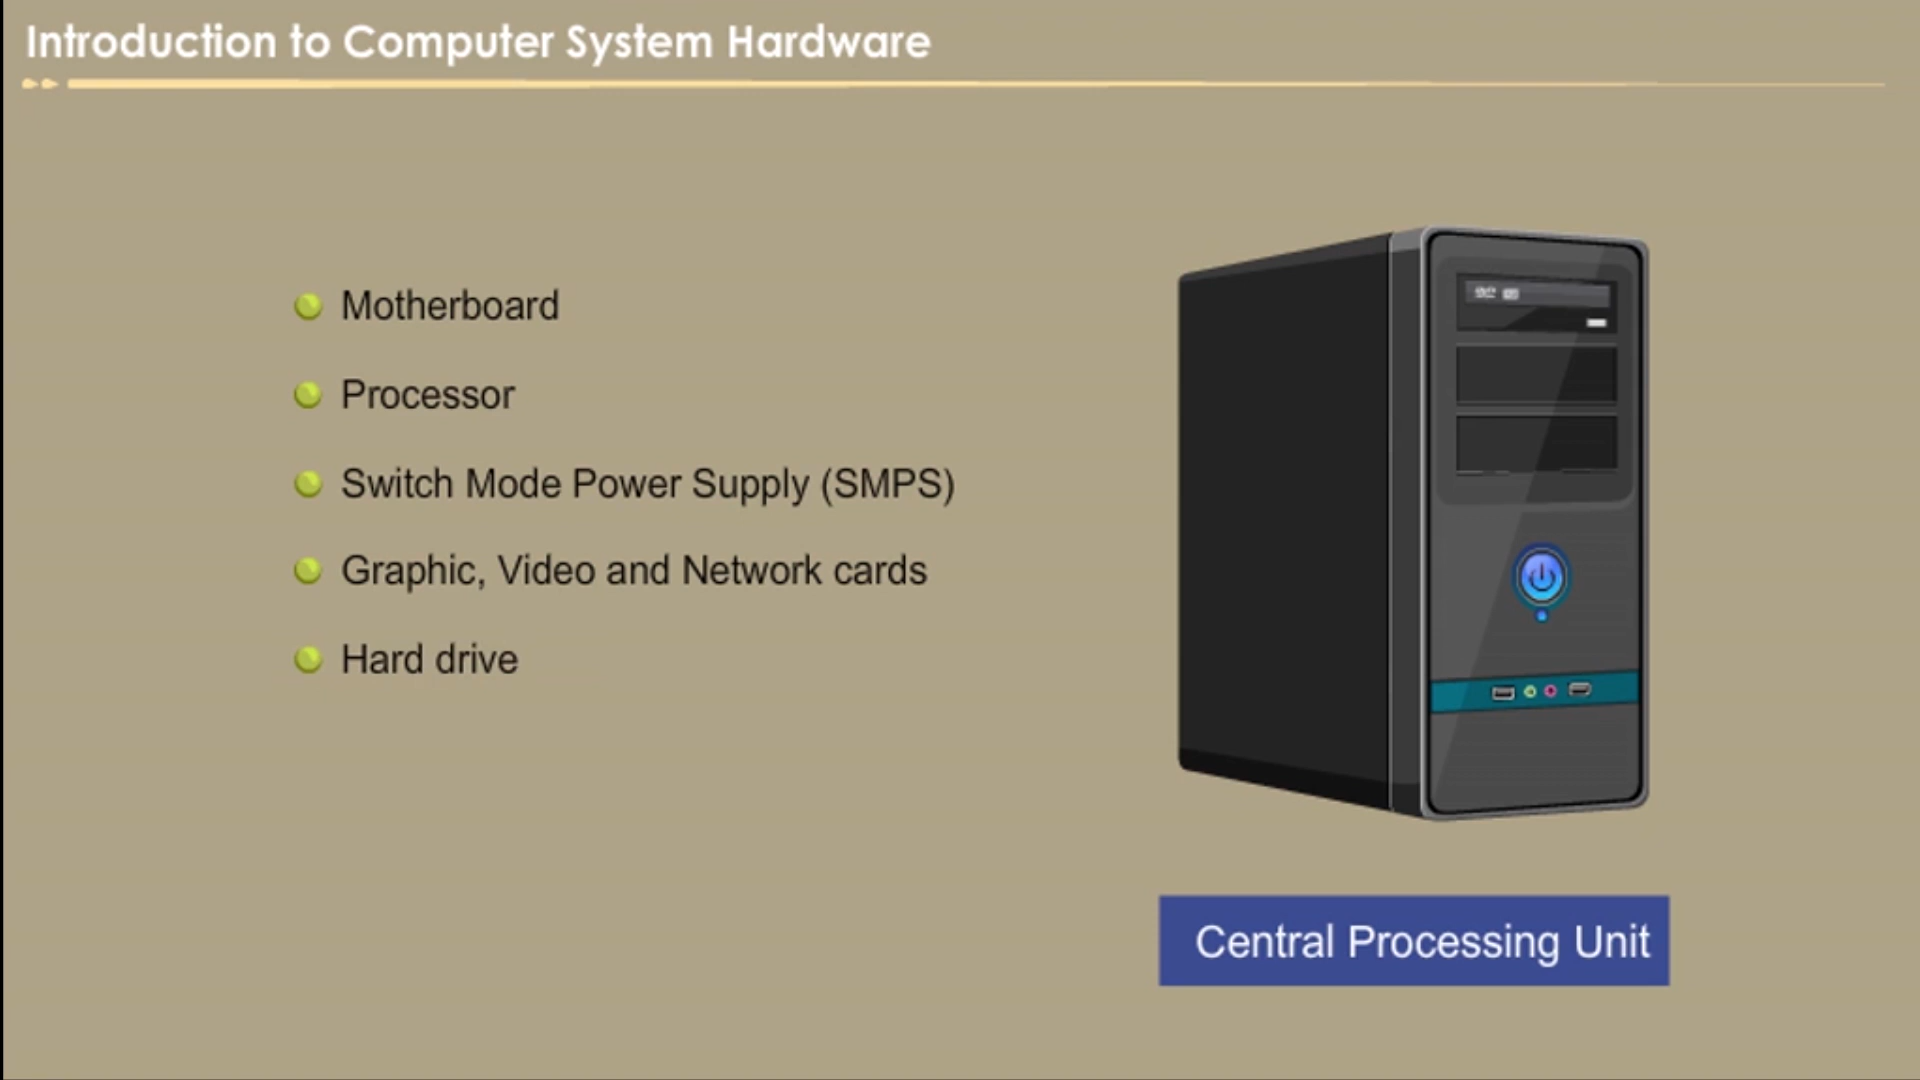 Introduction to Computer System Hardware
Motherboard
Processor
Switch Mode Power Supply (SMPS)
Graphic, Video and Network cards
Hard drive
Central Processing Unit